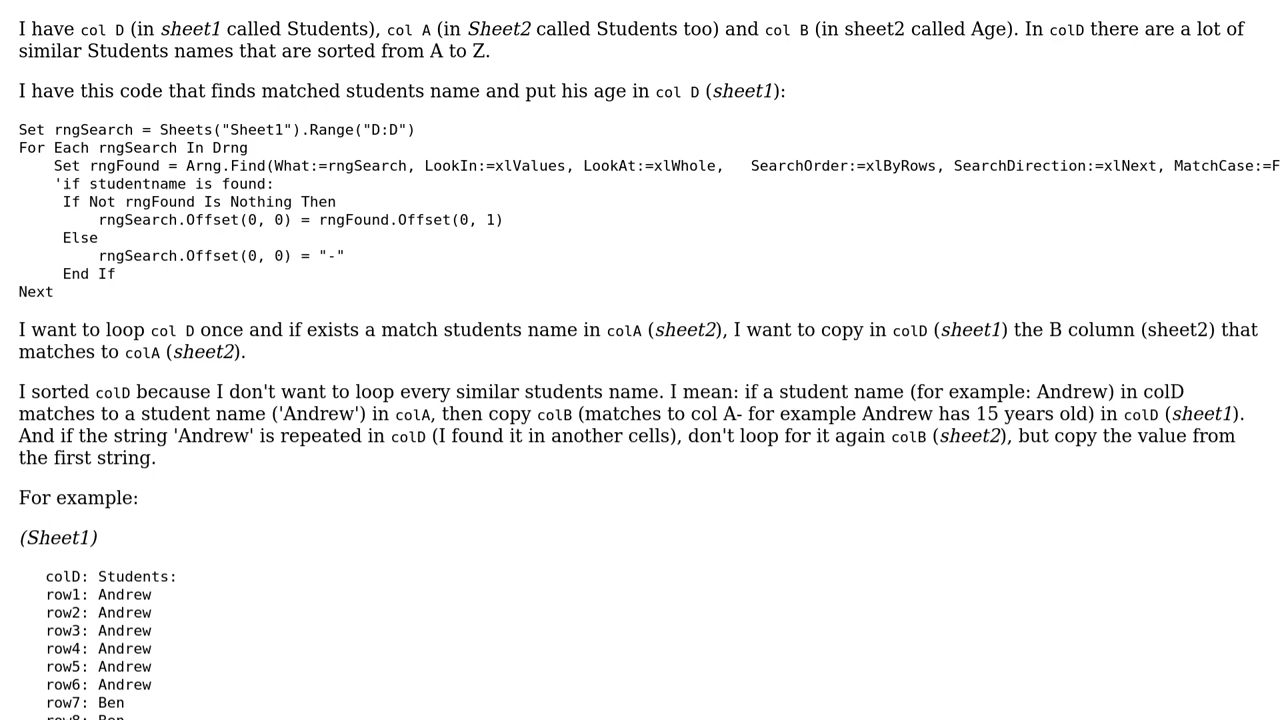 I have col D (in sheet1 called Students), col A (in Sheet2 called Students too) and col B (in sheet2 called Age). In colD there are a lot of
similar Students names that are sorted from A to Z.
I have this code that finds matched students name and put his age in col D (sheet1):
Set rngSearch = Sheets("Sheet1").Range("D:D")
For Each rngSearch In Drng
    Set rngFound = Arng.Find(What:=rngSearch, LookIn:=xlValues, LookAt:=xlWhole,   SearchOrder:=xlByRows, SearchDirection:=xlNext, MatchCase:=F
    'if studentname is found:
     If Not rngFound Is Nothing Then
         rngSearch.Offset(0, 0) = rngFound.Offset(0, 1)
     Else
         rngSearch.Offset(0, 0) = "-"
     End If
Next
I want to loop col D once and if exists a match students name in colA (sheet2), I want to copy in colD (sheet1) the B column (sheet2) that
matches to colA (sheet2).
I sorted colD because I don't want to loop every similar students name. I mean: if a student name (for example: Andrew) in colD
matches to a student name ('Andrew') in colA, then copy colB (matches to col A- for example Andrew has 15 years old) in colD (sheet1).
And if the string 'Andrew' is repeated in colD (I found it in another cells), don't loop for it again colB (sheet2), but copy the value from
the first string.
For example:
(Sheet1)
   colD: Students:
   row1: Andrew
   row2: Andrew
   row3: Andrew
   row4: Andrew
   row5: Andrew
   row6: Andrew
   row7: Ben
   row8: Ben